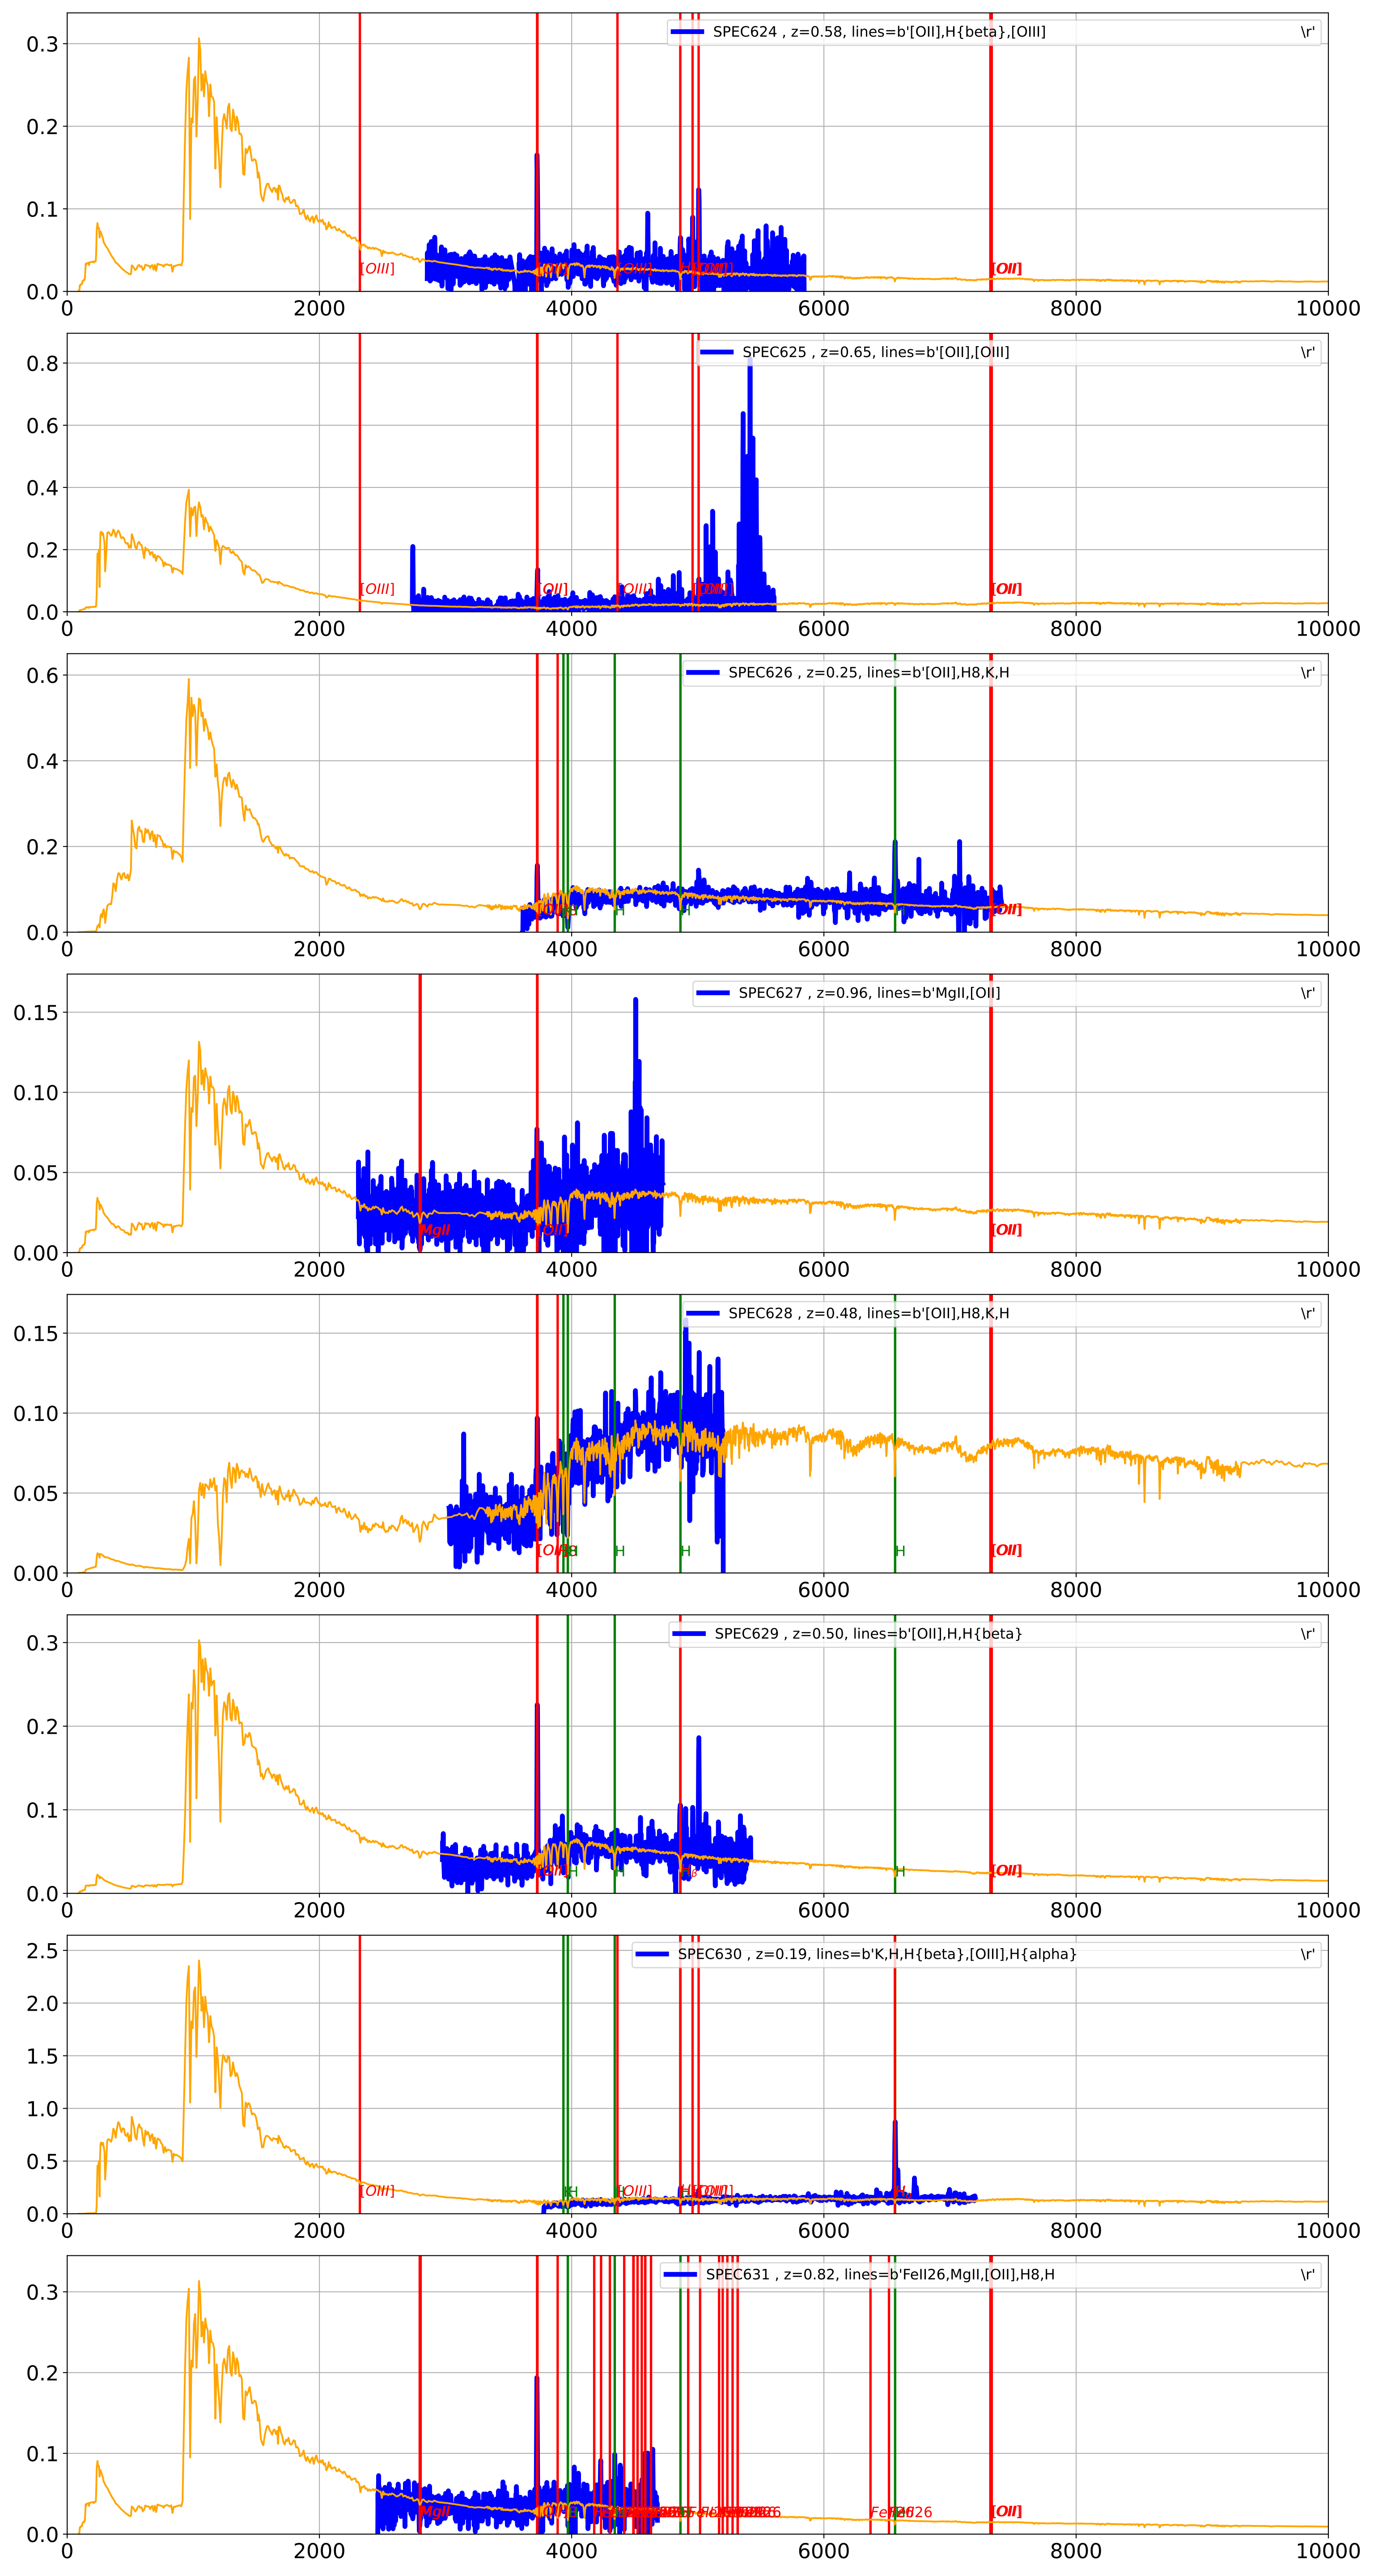 SPEC624 , z=0.58, lines=b'[OII],H{beta},[OIII] \r'
0.3
0.2
0.1
0.0
[OIII] [OIII] [OII]
0 2000 4000 6000 8000 10000
SPEC625 , z=0.65, lines=b'[OII],[OIII] \r'
0.8
0.6
0.4
0.2
0.0
[OIII] [OII] [OIII] [OII]
0 2000 4000 6000 8000 10000
SPEC626 , z=0.25, lines=b'[OII],H8,K,H \r'
0.6
0.4
0.2
0.0
H H H [OII]
0 2000 4000 6000 8000 10000
SPEC627 , z=0.96, lines=b'MgII,[OII] \r'
0.15
0.10
0.05
0.00
MgII [OII] [OII]
0 2000 4000 6000 8000 10000
SPEC628 , z=0.48, lines=b'[OII],H8,K,H \r'
0.15
0.10
0.05
0.00
H H H [OII]
0 2000 4000 6000 8000 10000
SPEC629 , z=0.50, lines=b'[OII],H,H{beta} \r'
0.3
0.2
0.1
0.0
H H H [OII]
0 2000 4000 6000 8000 10000
SPEC630 , z=0.19, lines=b'K,H,H{beta},[OIII],H{alpha} \r'
2.5
2.0
1.5
1.0
0.5
0.0
[OIII] [OIII]
0 2000 4000 6000 8000 10000
SPEC631 , z=0.82, lines=b'FeII26,MgII,[OII],H8,H \r'
0.3
0.2
0.1
0.0
MgII [OII]
0 2000 4000 6000 8000 10000